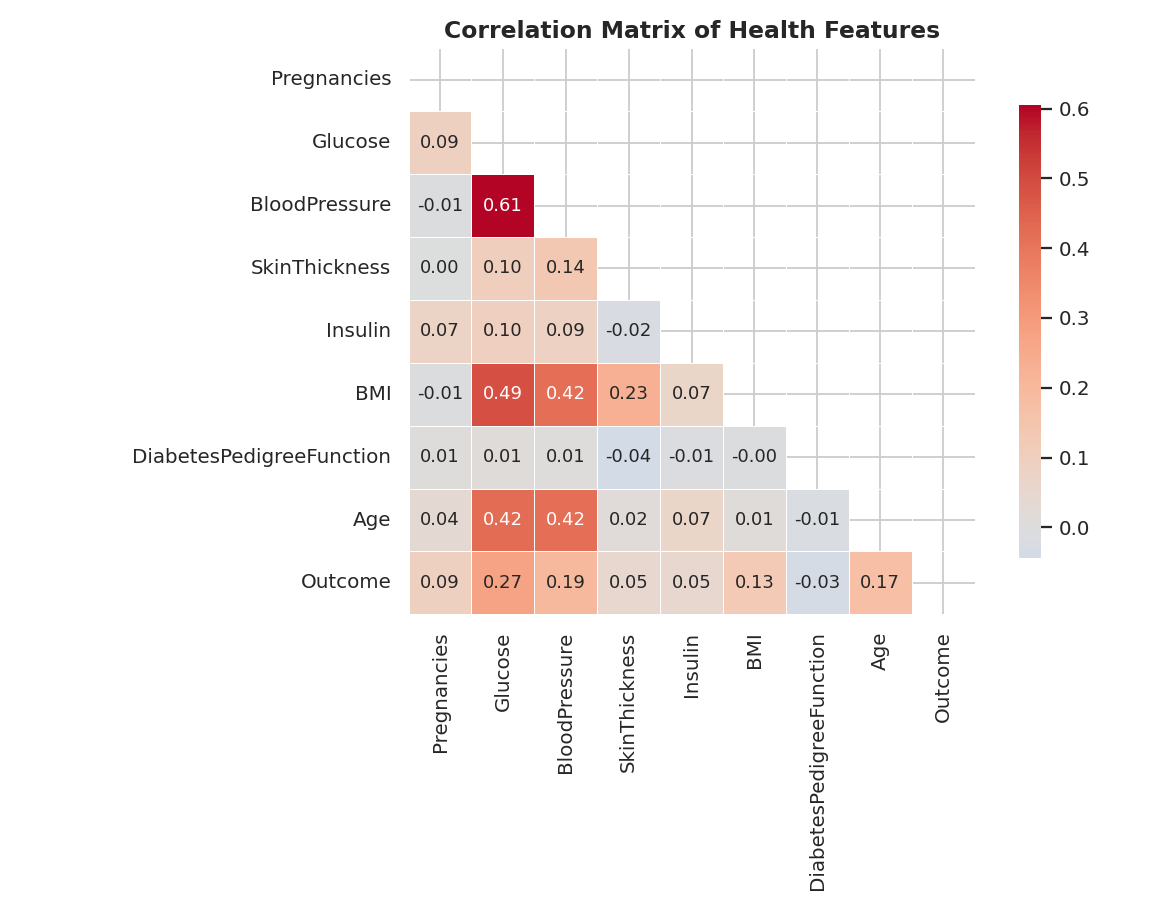 Correlation Matrix of Health Features
Pregnancies
Glucose 0.09
BloodPressure -0.01 0.61
SkinThickness 0.00 0.10 0.14
Insulin 0.07 0.10 0.09 -0.02
BMI -0.01 0.49 0.42 0.23 0.07
DiabetesPedigreeFunction 0.01 0.01 0.01 -0.04 -0.01 -0.00
Age 0.04 0.42 0.42 0.02 0.07 0.01 -0.01
Outcome 0.09 0.27 0.19 0.05 0.05 0.13 -0.03 0.17
Pregnancies
Glucose
BloodPressure
SkinThickness
Insulin
BMI
DiabetesPedigreeFunction
Age
Outcome
0.6
0.5
0.4
0.3
0.2
0.1
0.0